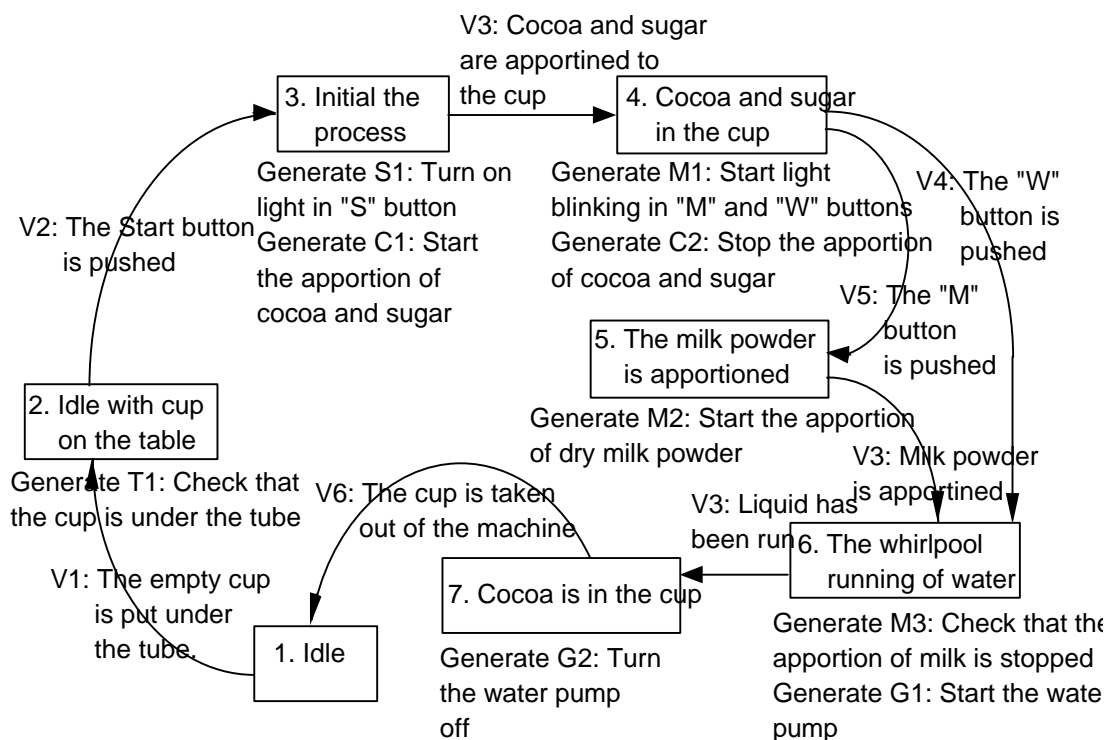 V3: Cocoa and sugar
are apportined to
the cup
3. Initial the
process
4. Cocoa and sugar
in the cup
Generate S1: Turn on
light in "S" button
Generate C1: Start
the apportion of
cocoa and sugar
Generate M1: Start light
blinking in "M" and "W" buttons
Generate C2: Stop the apportion
of cocoa and sugar
V4: The "W"
button is
pushed
V2: The Start button
is pushed
V5: The "M"
button
is pushed
5. The milk powder
is apportioned
2. Idle with cup
on the table
Generate M2: Start the apportion
of dry milk powder
Generate T1: Check that
the cup is under the tube
V3: Milk powder
is apportined
V6: The cup is taken
out of the machine
V3: Liquid has
been run
6. The whirlpool
running of water
V1: The empty cup
is put under
the tube.
7. Cocoa is in the cup
1. Idle
Generate M3: Check that the
apportion of milk is stopped
Generate G1: Start the water
pump
Generate G2: Turn
the water pump
off